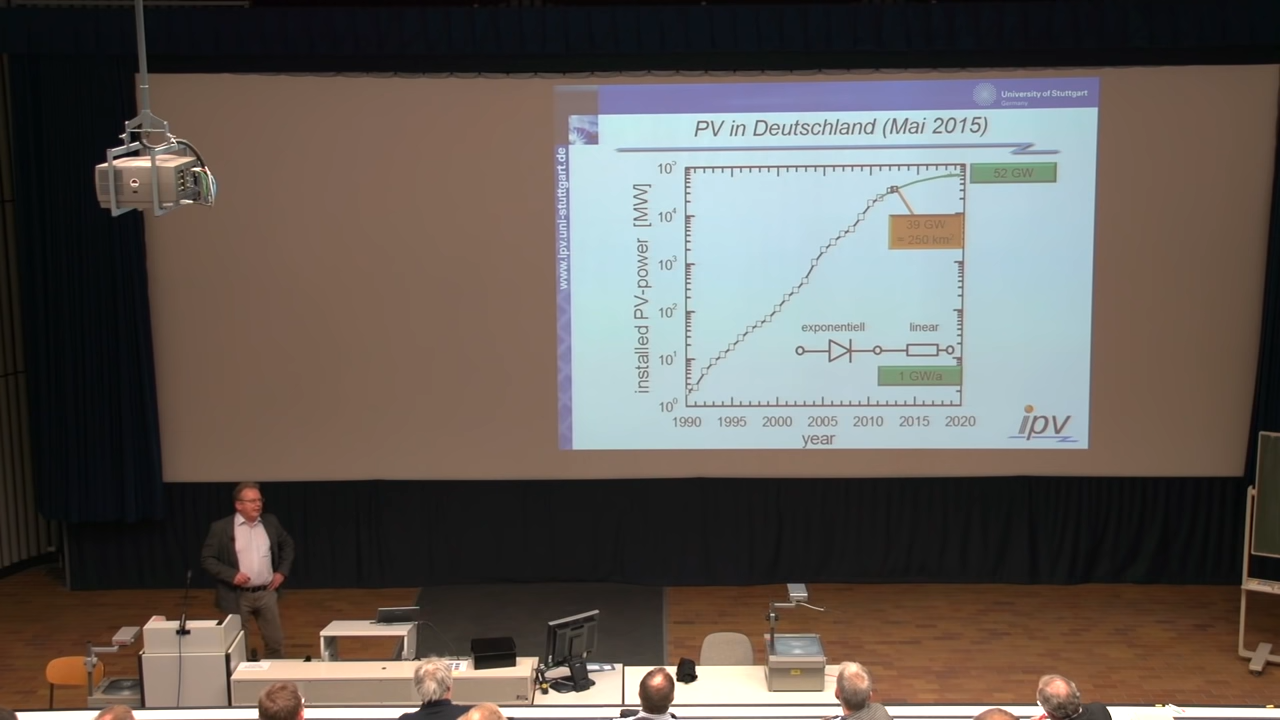 University of Stuttgart
Germany
PV in Deutschland (Mai 2015)
www.ipv.uni-stuttgart.de
installed PV-power [MW]
10⁵
10⁴
10³
10²
10¹
10⁰
52 GW
39 GW
= 250 km²
exponentiell linear
1 GW/a
1990 1995 2000 2005 2010 2015 2020
year
ipv